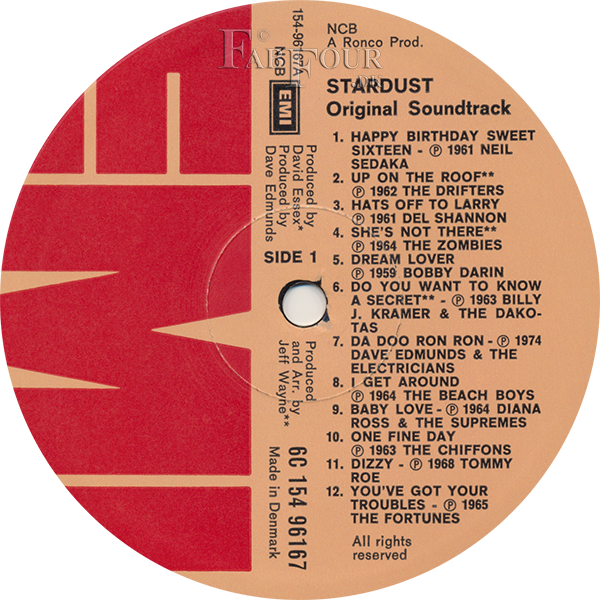 FAB FOUR
.DK
NCB
A Ronco Prod.
STARDUST
Original Soundtrack
1. HAPPY BIRTHDAY SWEET
SIXTEEN - Ⓟ 1961 NEIL
SEDAKA
2. UP ON THE ROOF**
Ⓟ 1962 THE DRIFTERS
3. HATS OFF TO LARRY
Ⓟ 1961 DEL SHANNON
4. SHE'S NOT THERE**
Ⓟ 1964 THE ZOMBIES
5. DREAM LOVER
Ⓟ 1959 BOBBY DARIN
6. DO YOU WANT TO KNOW
A SECRET** - Ⓟ 1963 BILLY
J. KRAMER & THE DAKO-
TAS
7. DA DOO RON RON - Ⓟ 1974
DAVE EDMUNDS & THE
ELECTRICIANS
8. I GET AROUND
Ⓟ 1964 THE BEACH BOYS
9. BABY LOVE - Ⓟ 1964 DIANA
ROSS & THE SUPREMES
10. ONE FINE DAY
Ⓟ 1963 THE CHIFFONS
11. DIZZY - Ⓟ 1968 TOMMY
ROE
12. YOU'VE GOT YOUR
TROUBLES - Ⓟ 1965
THE FORTUNES
All rights
reserved
SIDE 1
154-96167A
NCB
EMI
Produced by
David Essex*
Produced by
Dave Edmunds
Produced
and Arr. by
Jeff Wayne**
6C 154 96167
Made in Denmark
EMI